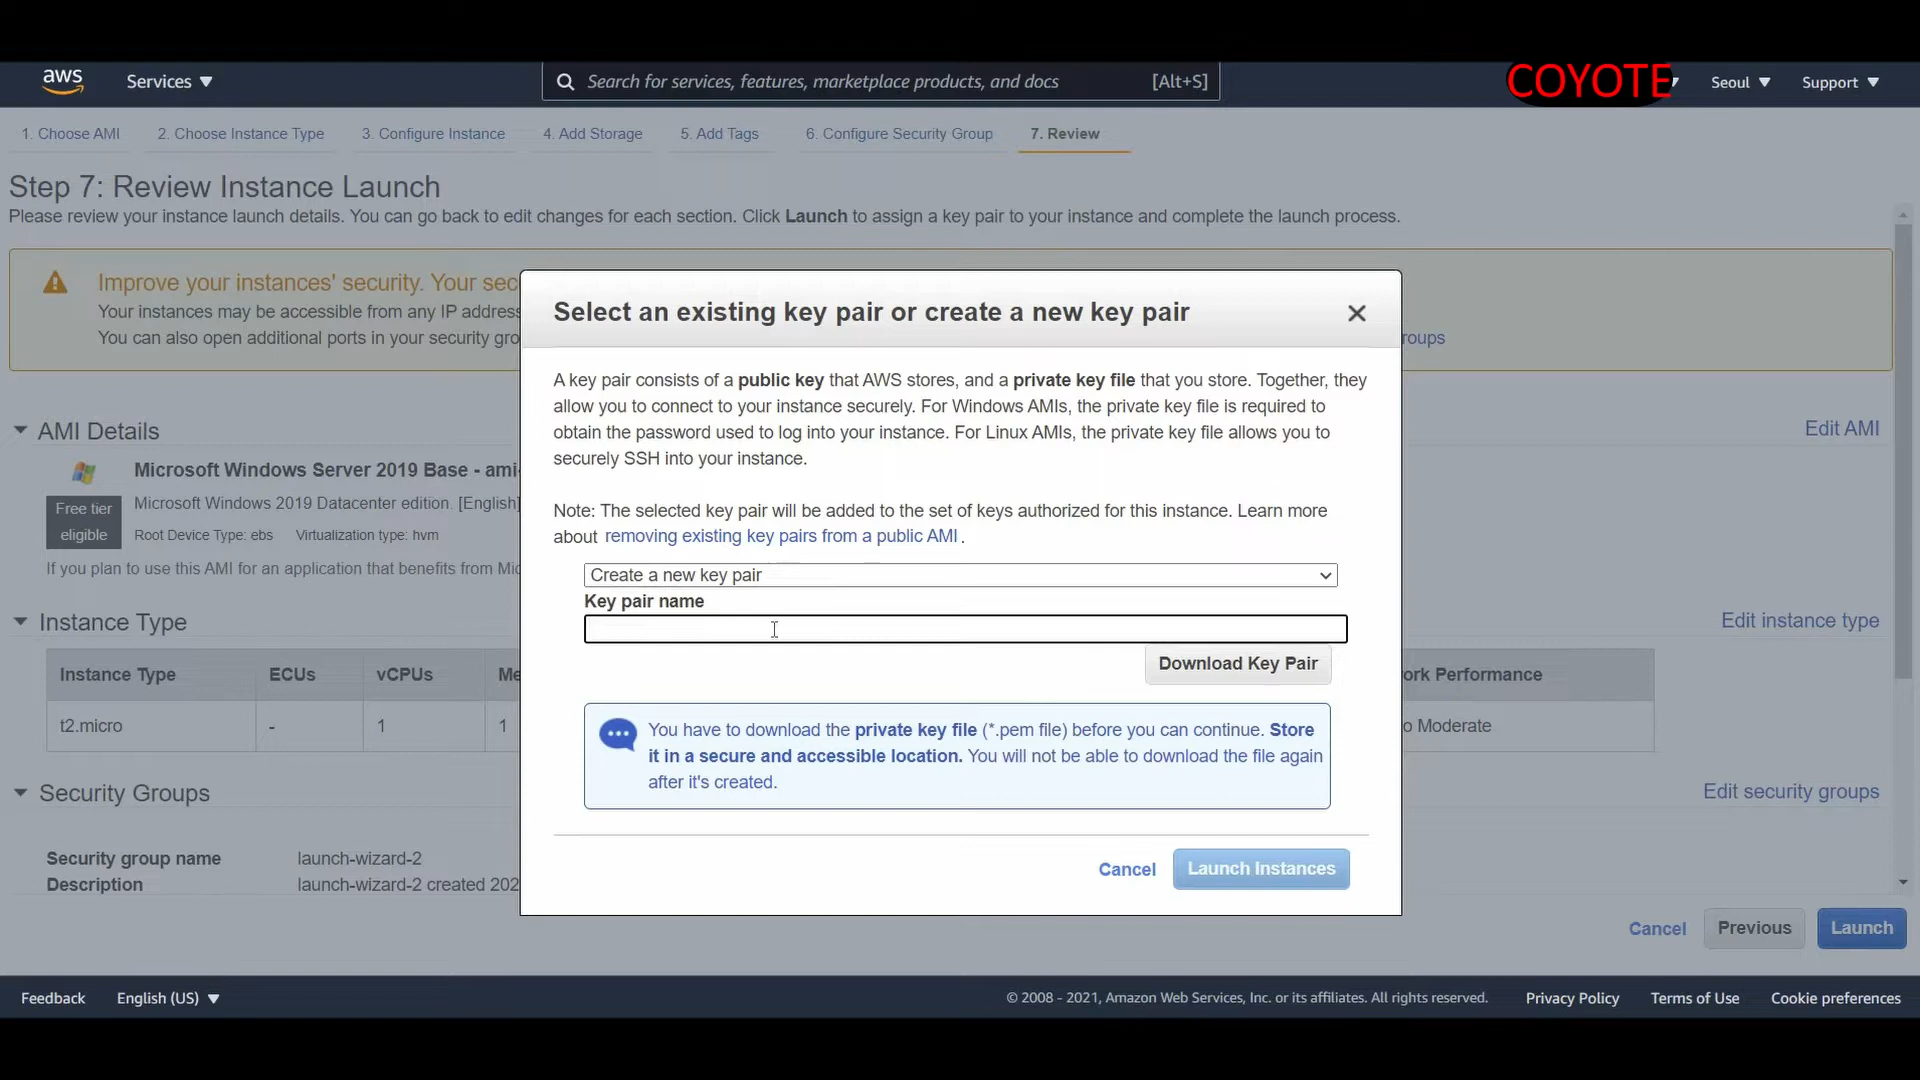 aws
Services
Search for services, features, marketplace products, and docs [Alt+S]
COYOTE
Seoul
Support
1. Choose AMI
2. Choose Instance Type
3. Configure Instance
4. Add Storage
5. Add Tags
6. Configure Security Group
7. Review
Step 7: Review Instance Launch
Please review your instance launch details. You can go back to edit changes for each section. Click Launch to assign a key pair to your instance and complete the launch process.
Improve your instances' security. Your sec
Your instances may be accessible from any IP address
You can also open additional ports in your security gro
roups
Select an existing key pair or create a new key pair
A key pair consists of a public key that AWS stores, and a private key file that you store. Together, they
allow you to connect to your instance securely. For Windows AMIs, the private key file is required to
obtain the password used to log into your instance. For Linux AMIs, the private key file allows you to
securely SSH into your instance.
Note: The selected key pair will be added to the set of keys authorized for this instance. Learn more
about removing existing key pairs from a public AMI .
Create a new key pair
Key pair name
Download Key Pair
You have to download the private key file (*.pem file) before you can continue. Store
it in a secure and accessible location. You will not be able to download the file again
after it's created.
Cancel
Launch Instances
AMI Details
Edit AMI
Microsoft Windows Server 2019 Base - ami-
Free tier
eligible
Microsoft Windows 2019 Datacenter edition. [English]
Root Device Type: ebs Virtualization type: hvm
If you plan to use this AMI for an application that benefits from Mic
Instance Type
Edit instance type
Instance Type ECUs vCPUs Me ork Performance
t2.micro - 1 1 o Moderate
Security Groups
Edit security groups
Security group name launch-wizard-2
Description launch-wizard-2 created 202
Cancel
Previous
Launch
Feedback
English (US)
© 2008 - 2021, Amazon Web Services, Inc. or its affiliates. All rights reserved.
Privacy Policy
Terms of Use
Cookie preferences